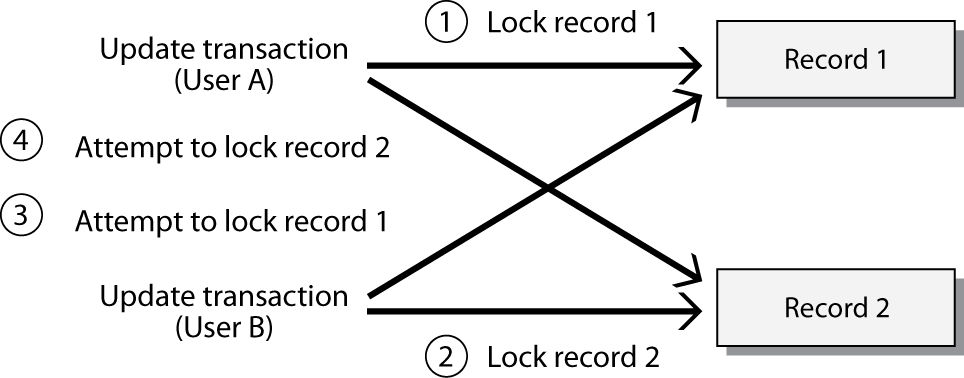 ① Lock record 1
Update transaction
(User A)
Record 1
④ Attempt to lock record 2
③ Attempt to lock record 1
Update transaction
(User B)
Record 2
② Lock record 2